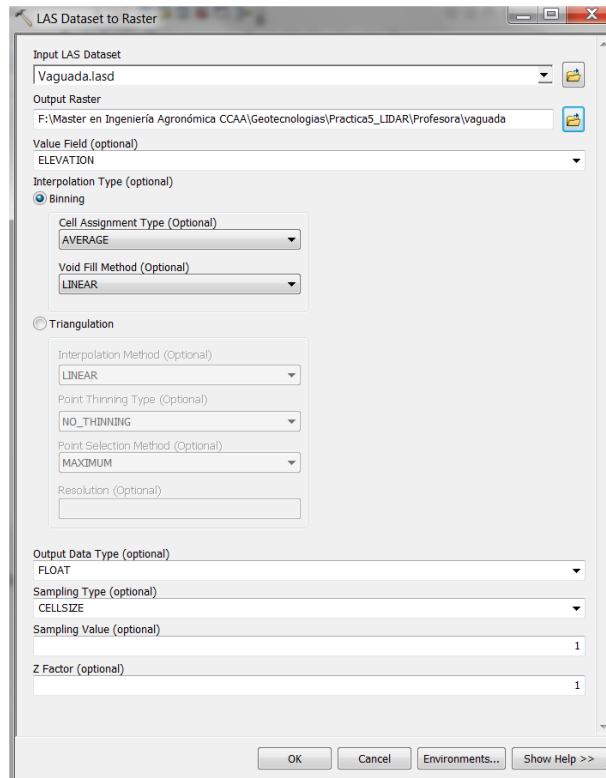 LAS Dataset to Raster
Input LAS Dataset
Vaguada.lasd
Output Raster
F:\Master en Ingeniería Agronómica CCAA\Geotecnologias\Practica5_LIDAR\Profesora\vaguada
Value Field (optional)
ELEVATION
Interpolation Type (optional)
Binning
Cell Assignment Type (Optional)
AVERAGE
Void Fill Method (Optional)
LINEAR
Triangulation
Interpolation Method (Optional)
LINEAR
Point Thinning Type (Optional)
NO_THINNING
Point Selection Method (Optional)
MAXIMUM
Resolution (Optional)
Output Data Type (optional)
FLOAT
Sampling Type (optional)
CELLSIZE
Sampling Value (optional)
1
Z Factor (optional)
1
OK Cancel Environments... Show Help >>